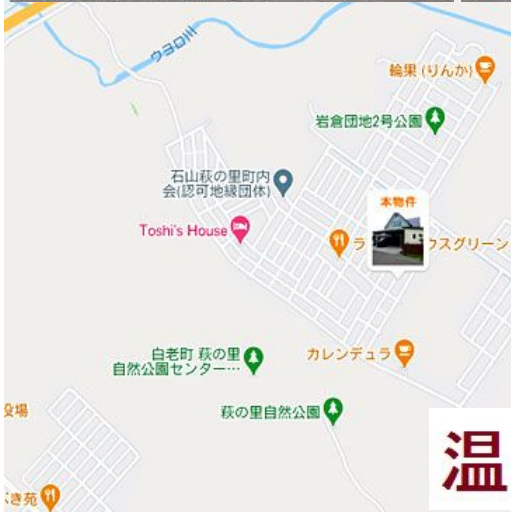 ウヨロ川
輪果 (りんか)
岩倉団地2号公園
石山萩の里町内
会(認可地縁団体)
本物件
Toshi's House
ラ
ウスグリーン
白老町 萩の里
自然公園センター…
カレンデュラ
萩の里自然公園
役場
き苑
温